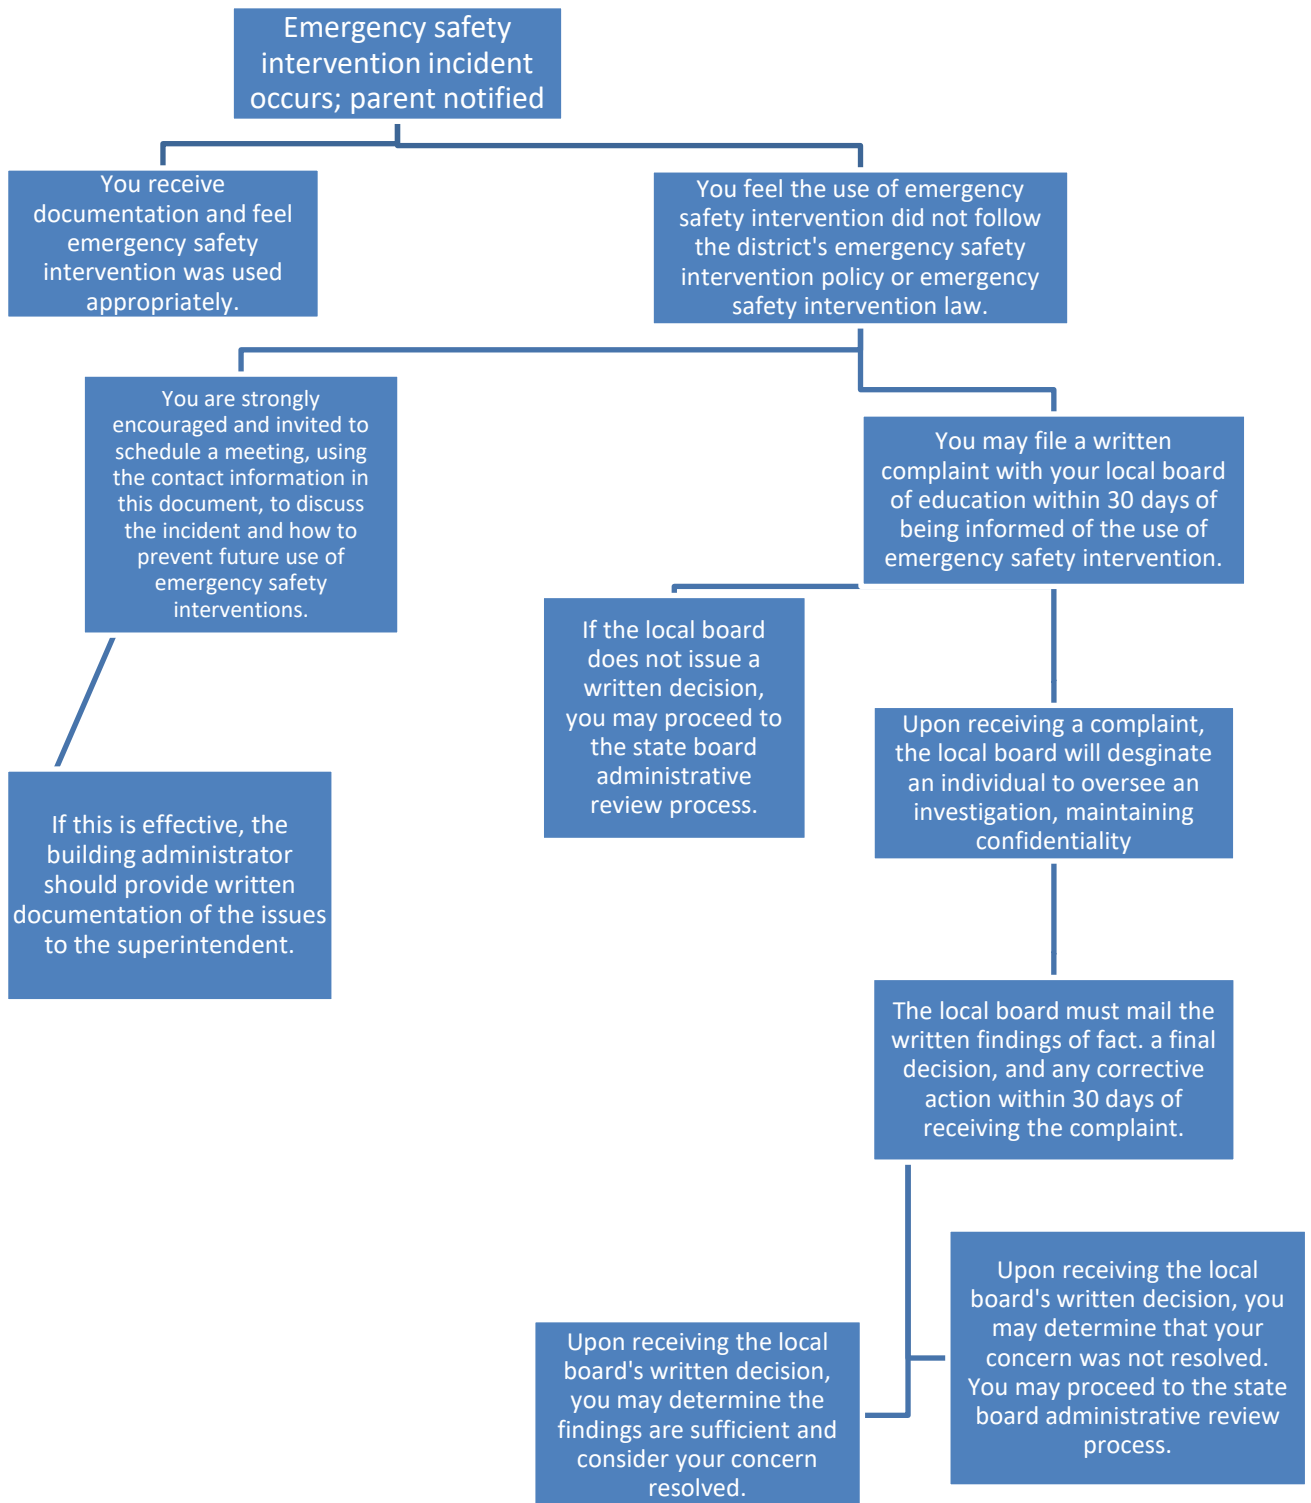 Emergency safety
intervention incident
occurs; parent notified
You receive
documentation and feel
emergency safety
intervention was used
appropriately.
You feel the use of emergency
safety intervention did not follow
the district's emergency safety
intervention policy or emergency
safety intervention law.
You are strongly
encouraged and invited to
schedule a meeting, using
the contact information in
this document, to discuss
the incident and how to
prevent future use of
emergency safety
interventions.
You may file a written
complaint with your local board
of education within 30 days of
being informed of the use of
emergency safety intervention.
If the local board
does not issue a
written decision,
you may proceed to
the state board
administrative
review process.
Upon receiving a complaint,
the local board will desginate
an individual to oversee an
investigation, maintaining
confidentiality
If this is effective, the
building administrator
should provide written
documentation of the issues
to the superintendent.
The local board must mail the
written findings of fact. a final
decision, and any corrective
action within 30 days of
receiving the complaint.
Upon receiving the local
board's written decision, you
may determine that your
concern was not resolved.
You may proceed to the state
board administrative review
process.
Upon receiving the local
board's written decision,
you may determine the
findings are sufficient and
consider your concern
resolved.